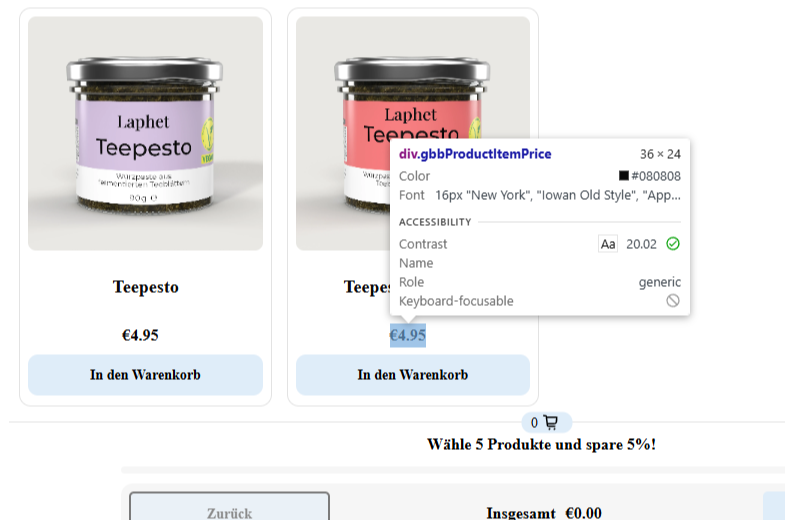 Laphet
Teepesto
VEGAN
Würzpaste aus
fermentierten Teeblättern
90g ℮
Laphet
Teepesto
Teepesto
€4.95
In den Warenkorb
div.gbbProductItemPrice 36 × 24
Color #080808
Font 16px "New York", "Iowan Old Style", "App...
ACCESSIBILITY
Contrast Aa 20.02
Name
Role generic
Keyboard-focusable
€4.95
In den Warenkorb
0
Wähle 5 Produkte und spare 5%!
Zurück
Insgesamt €0.00